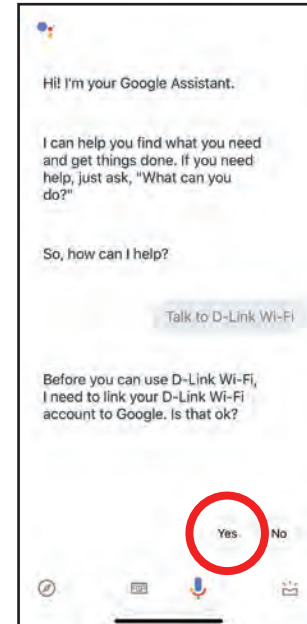 Hi! I'm your Google Assistant.
I can help you find what you need
and get things done. If you need
help, just ask, "What can you
do?"
So, how can I help?
Talk to D-Link Wi-Fi
Before you can use D-Link Wi-Fi,
I need to link your D-Link Wi-Fi
account to Google. Is that ok?
Yes No